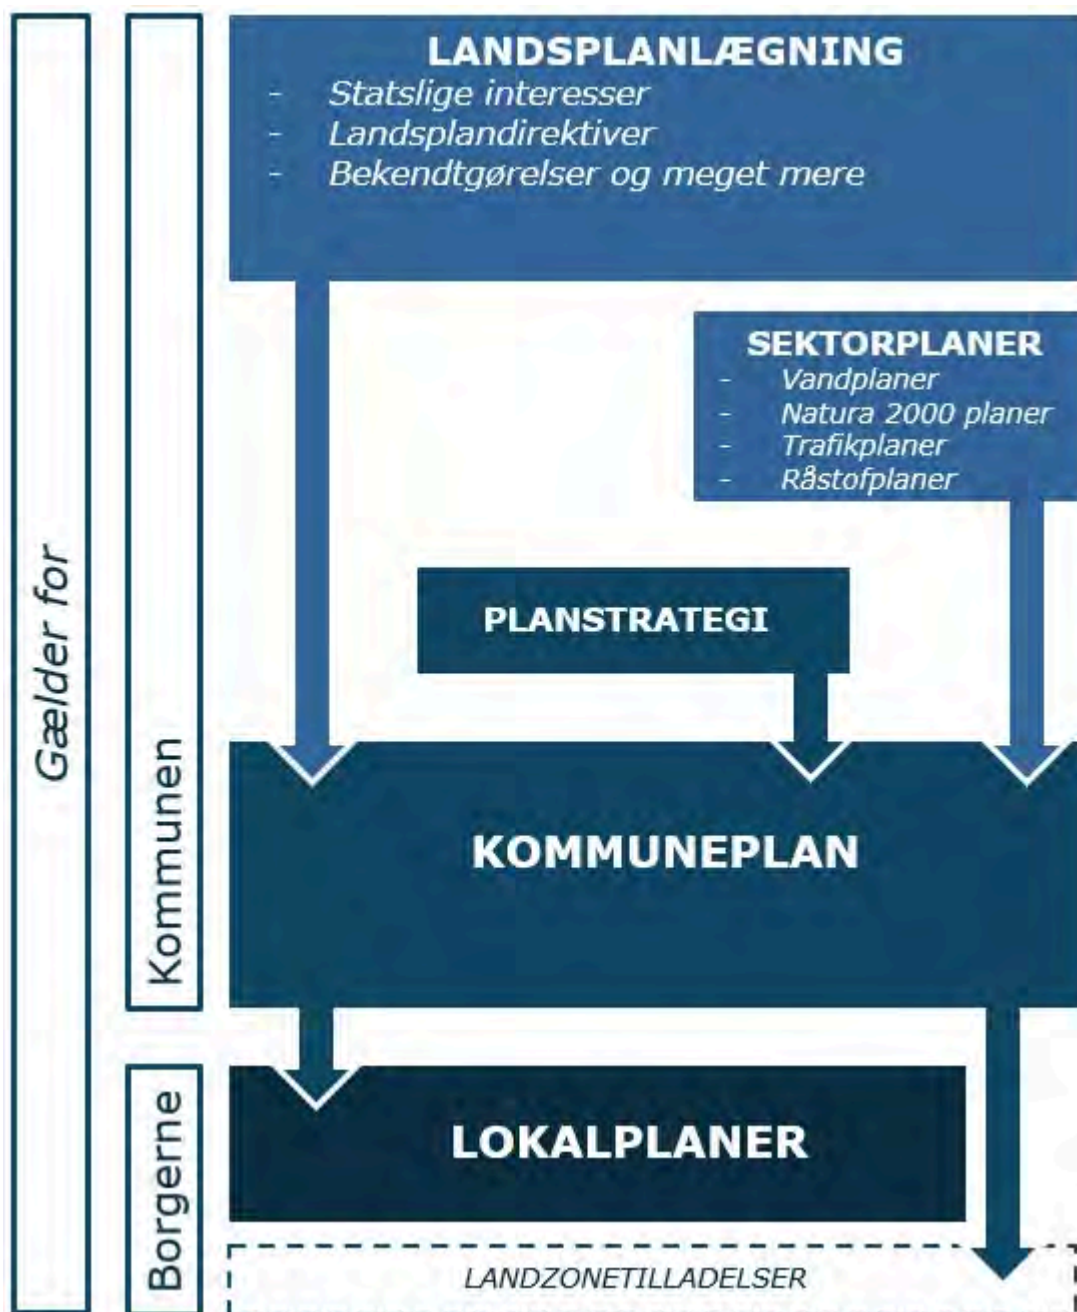 Gælder for
Kommunen
LANDSPLANLÆGNING
- Statslige interesser
- Landsplandirektiver
- Bekendtgørelser og meget mere
SEKTORPLANER
- Vandplaner
- Natura 2000 planer
- Trafikplaner
- Råstofplaner
PLANSTRATEGI
KOMMUNEPLAN
Borgerne
LOKALPLANER
LANDZONETILLADELSER